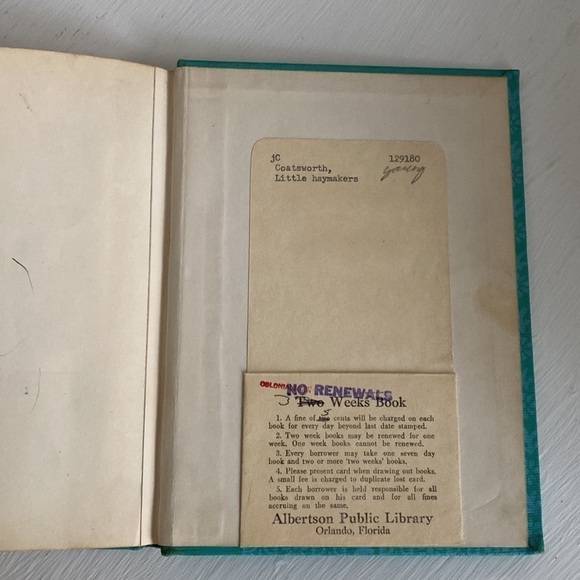 jC 129180
Coatsworth, young
Little haymakers
NO RENEWALS
3 Two Weeks Book
1. A fine of 5 cents will be charged on each
book for every day beyond last date stamped.
2. Two week books may be renewed for one
week. One week books cannot be renewed.
3. Every borrower may take one seven day
book and two or more 'two weeks' books.
4. Please present card when drawing out books.
A small fee is charged to duplicate lost card.
5. Each borrower is held responsible for all
books drawn on his card and for all fines
accruing on the same.
Albertson Public Library
Orlando, Florida